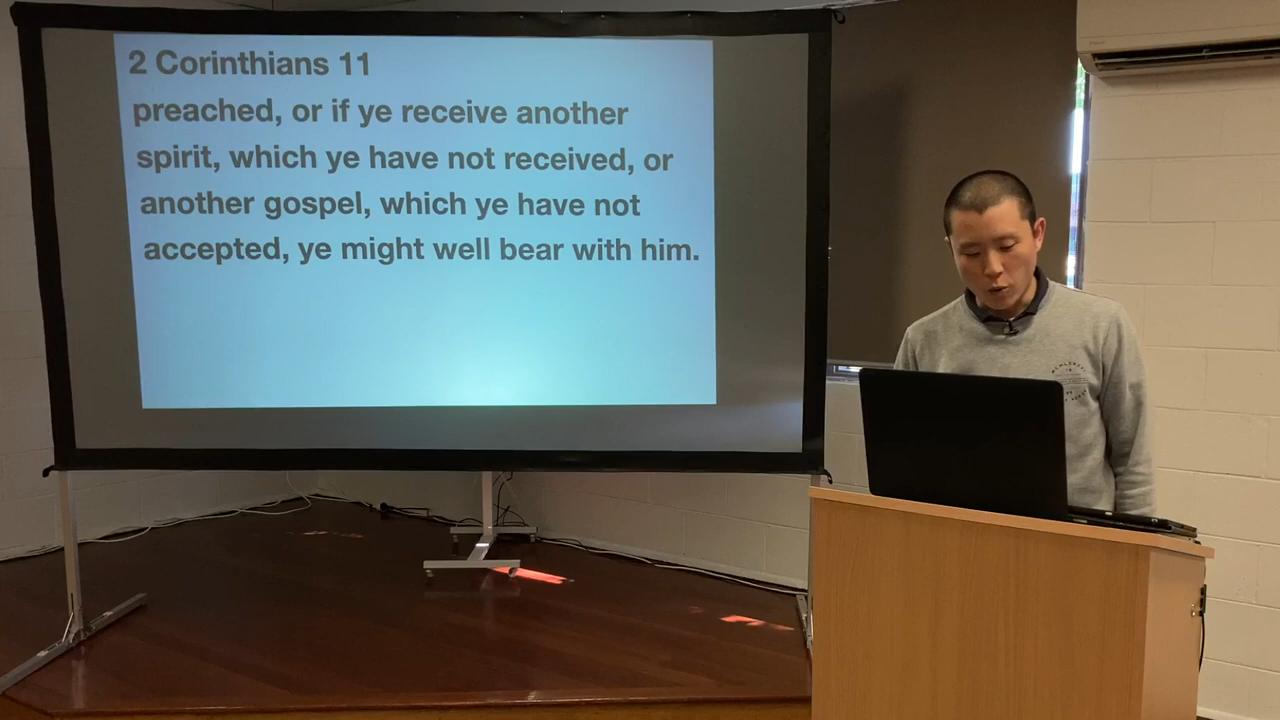 2 Corinthians 11
preached, or if ye receive another
spirit, which ye have not received, or
another gospel, which ye have not
accepted, ye might well bear with him.